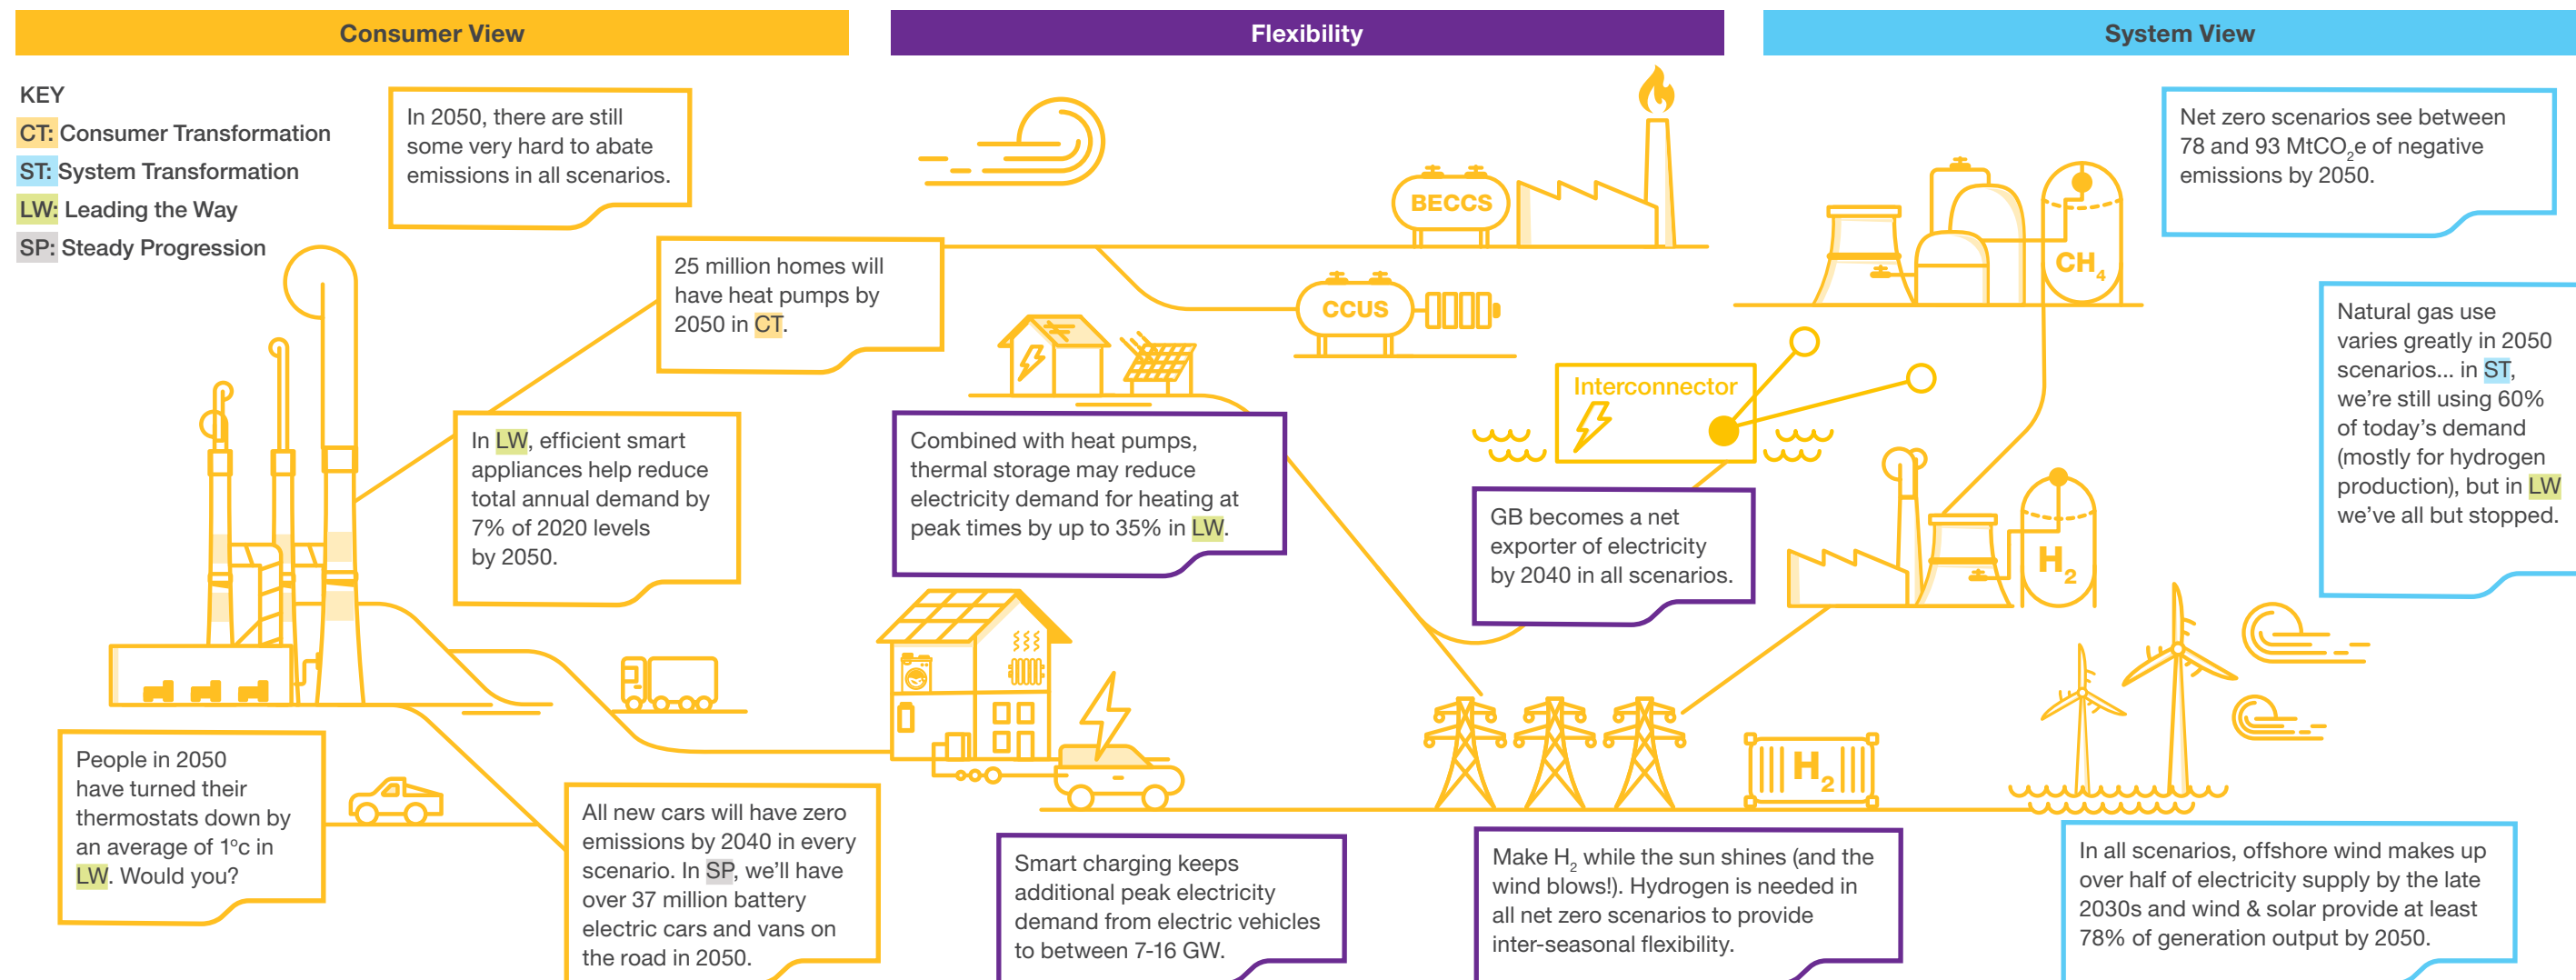 Consumer View
Flexibility
System View
KEY
CT: Consumer Transformation
ST: System Transformation
LW: Leading the Way
SP: Steady Progression
In 2050, there are still
some very hard to abate
emissions in all scenarios.
25 million homes will
have heat pumps by
2050 in CT.
In LW, efficient smart
appliances help reduce
total annual demand by
7% of 2020 levels
by 2050.
People in 2050
have turned their
thermostats down by
an average of 1°c in
LW. Would you?
All new cars will have zero
emissions by 2040 in every
scenario. In SP, we'll have
over 37 million battery
electric cars and vans on
the road in 2050.
BECCS
CCUS
Combined with heat pumps,
thermal storage may reduce
electricity demand for heating at
peak times by up to 35% in LW.
Interconnector
GB becomes a net
exporter of electricity
by 2040 in all scenarios.
Smart charging keeps
additional peak electricity
demand from electric vehicles
to between 7-16 GW.
H2
Make H2 while the sun shines (and the
wind blows!). Hydrogen is needed in
all net zero scenarios to provide
inter-seasonal flexibility.
Net zero scenarios see between
78 and 93 MtCO2e of negative
emissions by 2050.
CH4
Natural gas use
varies greatly in 2050
scenarios... in ST,
we're still using 60%
of today's demand
(mostly for hydrogen
production), but in LW
we've all but stopped.
H2
In all scenarios, offshore wind makes up
over half of electricity supply by the late
2030s and wind & solar provide at least
78% of generation output by 2050.